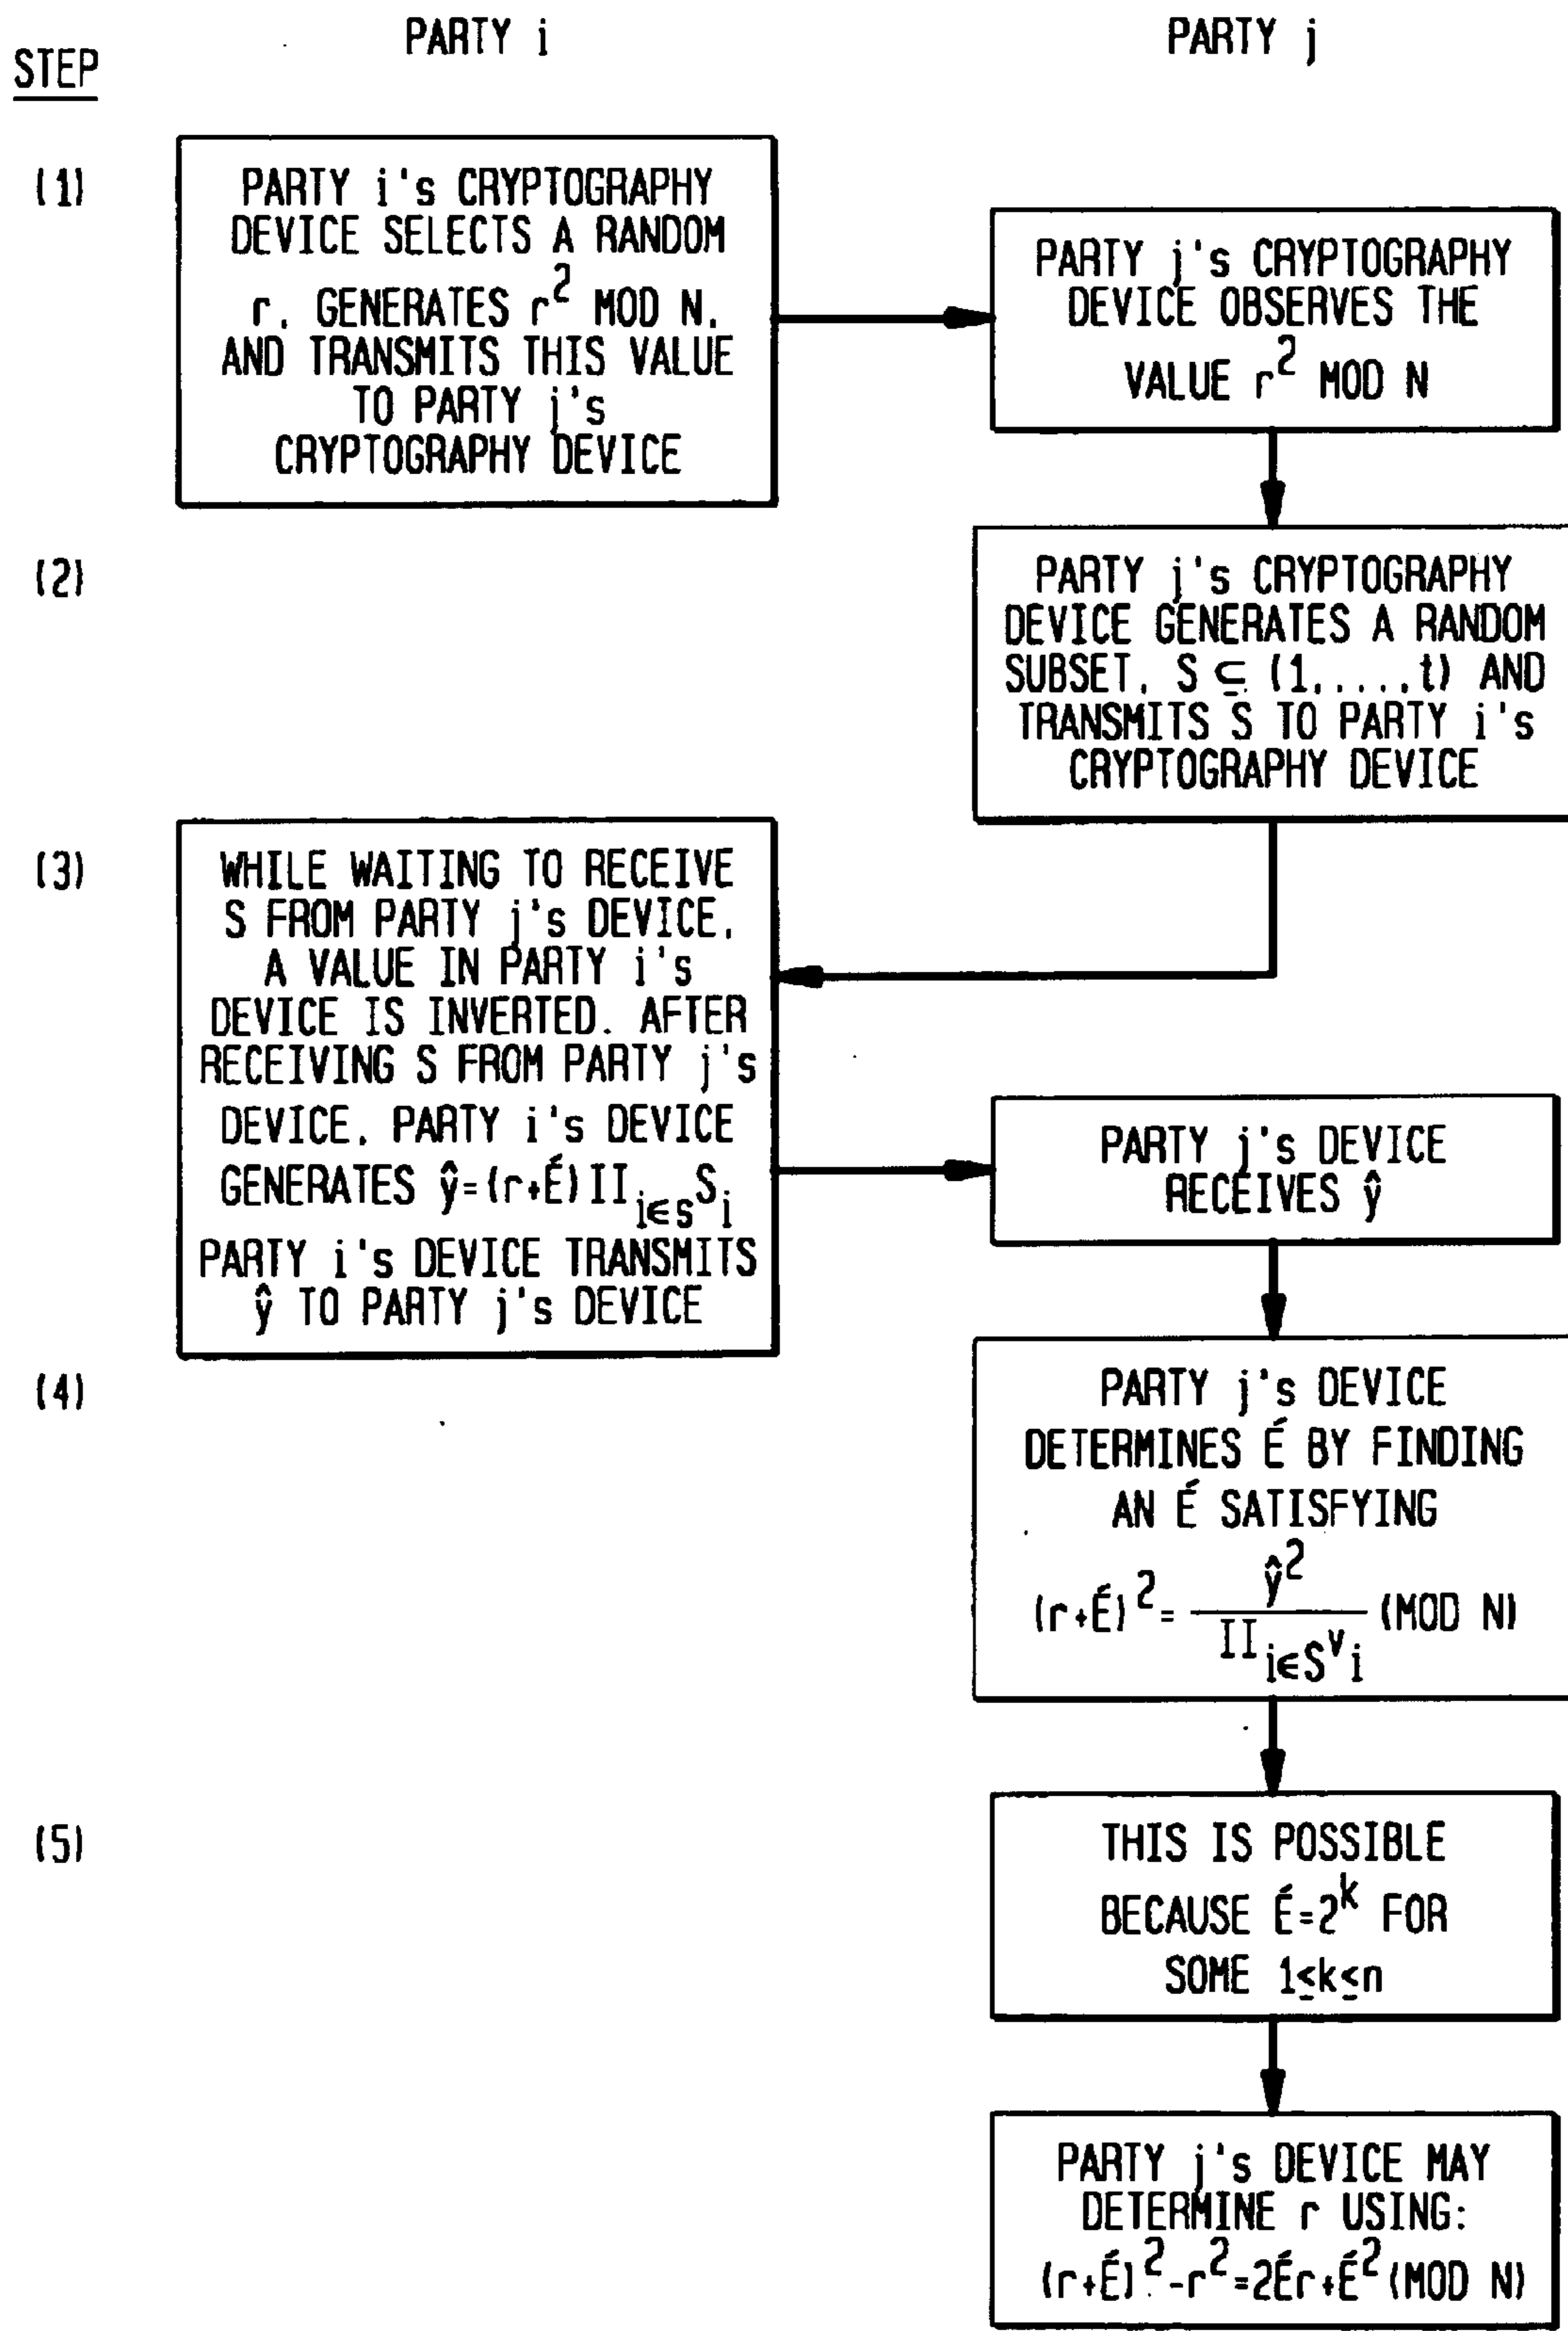 PARTY i
PARTY j
STEP
(1)
PARTY i's CRYPTOGRAPHY
DEVICE SELECTS A RANDOM
r, GENERATES r² MOD N,
AND TRANSMITS THIS VALUE
TO PARTY j's
CRYPTOGRAPHY DEVICE
PARTY j's CRYPTOGRAPHY
DEVICE OBSERVES THE
VALUE r² MOD N
(2)
PARTY j's CRYPTOGRAPHY
DEVICE GENERATES A RANDOM
SUBSET, S ⊆ (1,...,t) AND
TRANSMITS S TO PARTY i's
CRYPTOGRAPHY DEVICE
(3)
WHILE WAITING TO RECEIVE
S FROM PARTY j's DEVICE,
A VALUE IN PARTY i's
DEVICE IS INVERTED. AFTER
RECEIVING S FROM PARTY j's
DEVICE, PARTY i's DEVICE
GENERATES ŷ=(r+É) II i∈s S i
PARTY i's DEVICE TRANSMITS
ŷ TO PARTY j's DEVICE
PARTY j's DEVICE
RECEIVES ŷ
(4)
PARTY j's DEVICE
DETERMINES É BY FINDING
AN É SATISFYING
(r+É)² = ŷ² / II i∈S v i (MOD N)
(5)
THIS IS POSSIBLE
BECAUSE É=2^k FOR
SOME 1≤k≤n
PARTY j's DEVICE MAY
DETERMINE r USING:
(r+É)²-r²=2Ér+É² (MOD N)